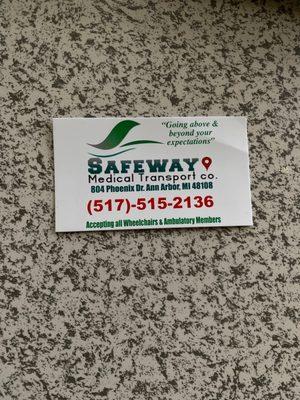 "Going above &
beyond your
expectations"
SAFEWAY
Medical Transport co.
804 Phoenix Dr. Ann Arbor, MI 48108
(517)-515-2136
Accepting all Wheelchairs & Ambulatory Members